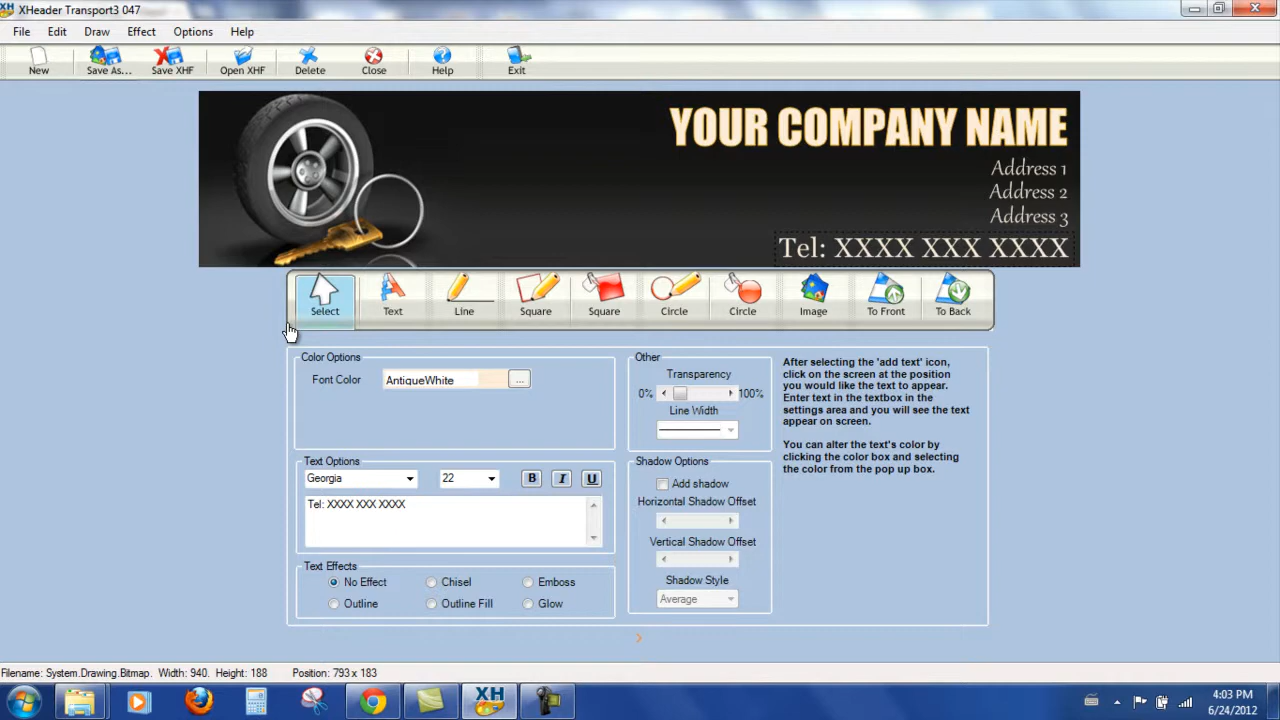 XHeader Transport3 047
File Edit Draw Effect Options Help
New Save As... Save XHF Open XHF Delete Close Help Exit
YOUR COMPANY NAME
Address 1
Address 2
Address 3
Tel: XXXX XXX XXXX
Select Text Line Square Square Circle Circle Image To Front To Back
Color Options
Font Color AntiqueWhite ...
Text Options
Georgia 22 B I U
Tel: XXXX XXX XXXX
Text Effects
No Effect Chisel Emboss
Outline Outline Fill Glow
Other
Transparency
0% 100%
Line Width
Shadow Options
Add shadow
Horizontal Shadow Offset
Vertical Shadow Offset
Shadow Style
Average
After selecting the 'add text' icon,
click on the screen at the position
you would like the text to appear.
Enter text in the textbox in the
settings area and you will see the text
appear on screen.
You can alter the text's color by
clicking the color box and selecting
the color from the pop up box.
Filename: System.Drawing.Bitmap. Width: 940. Height: 188 Position: 793 x 183
XH
4:03 PM
6/24/2012